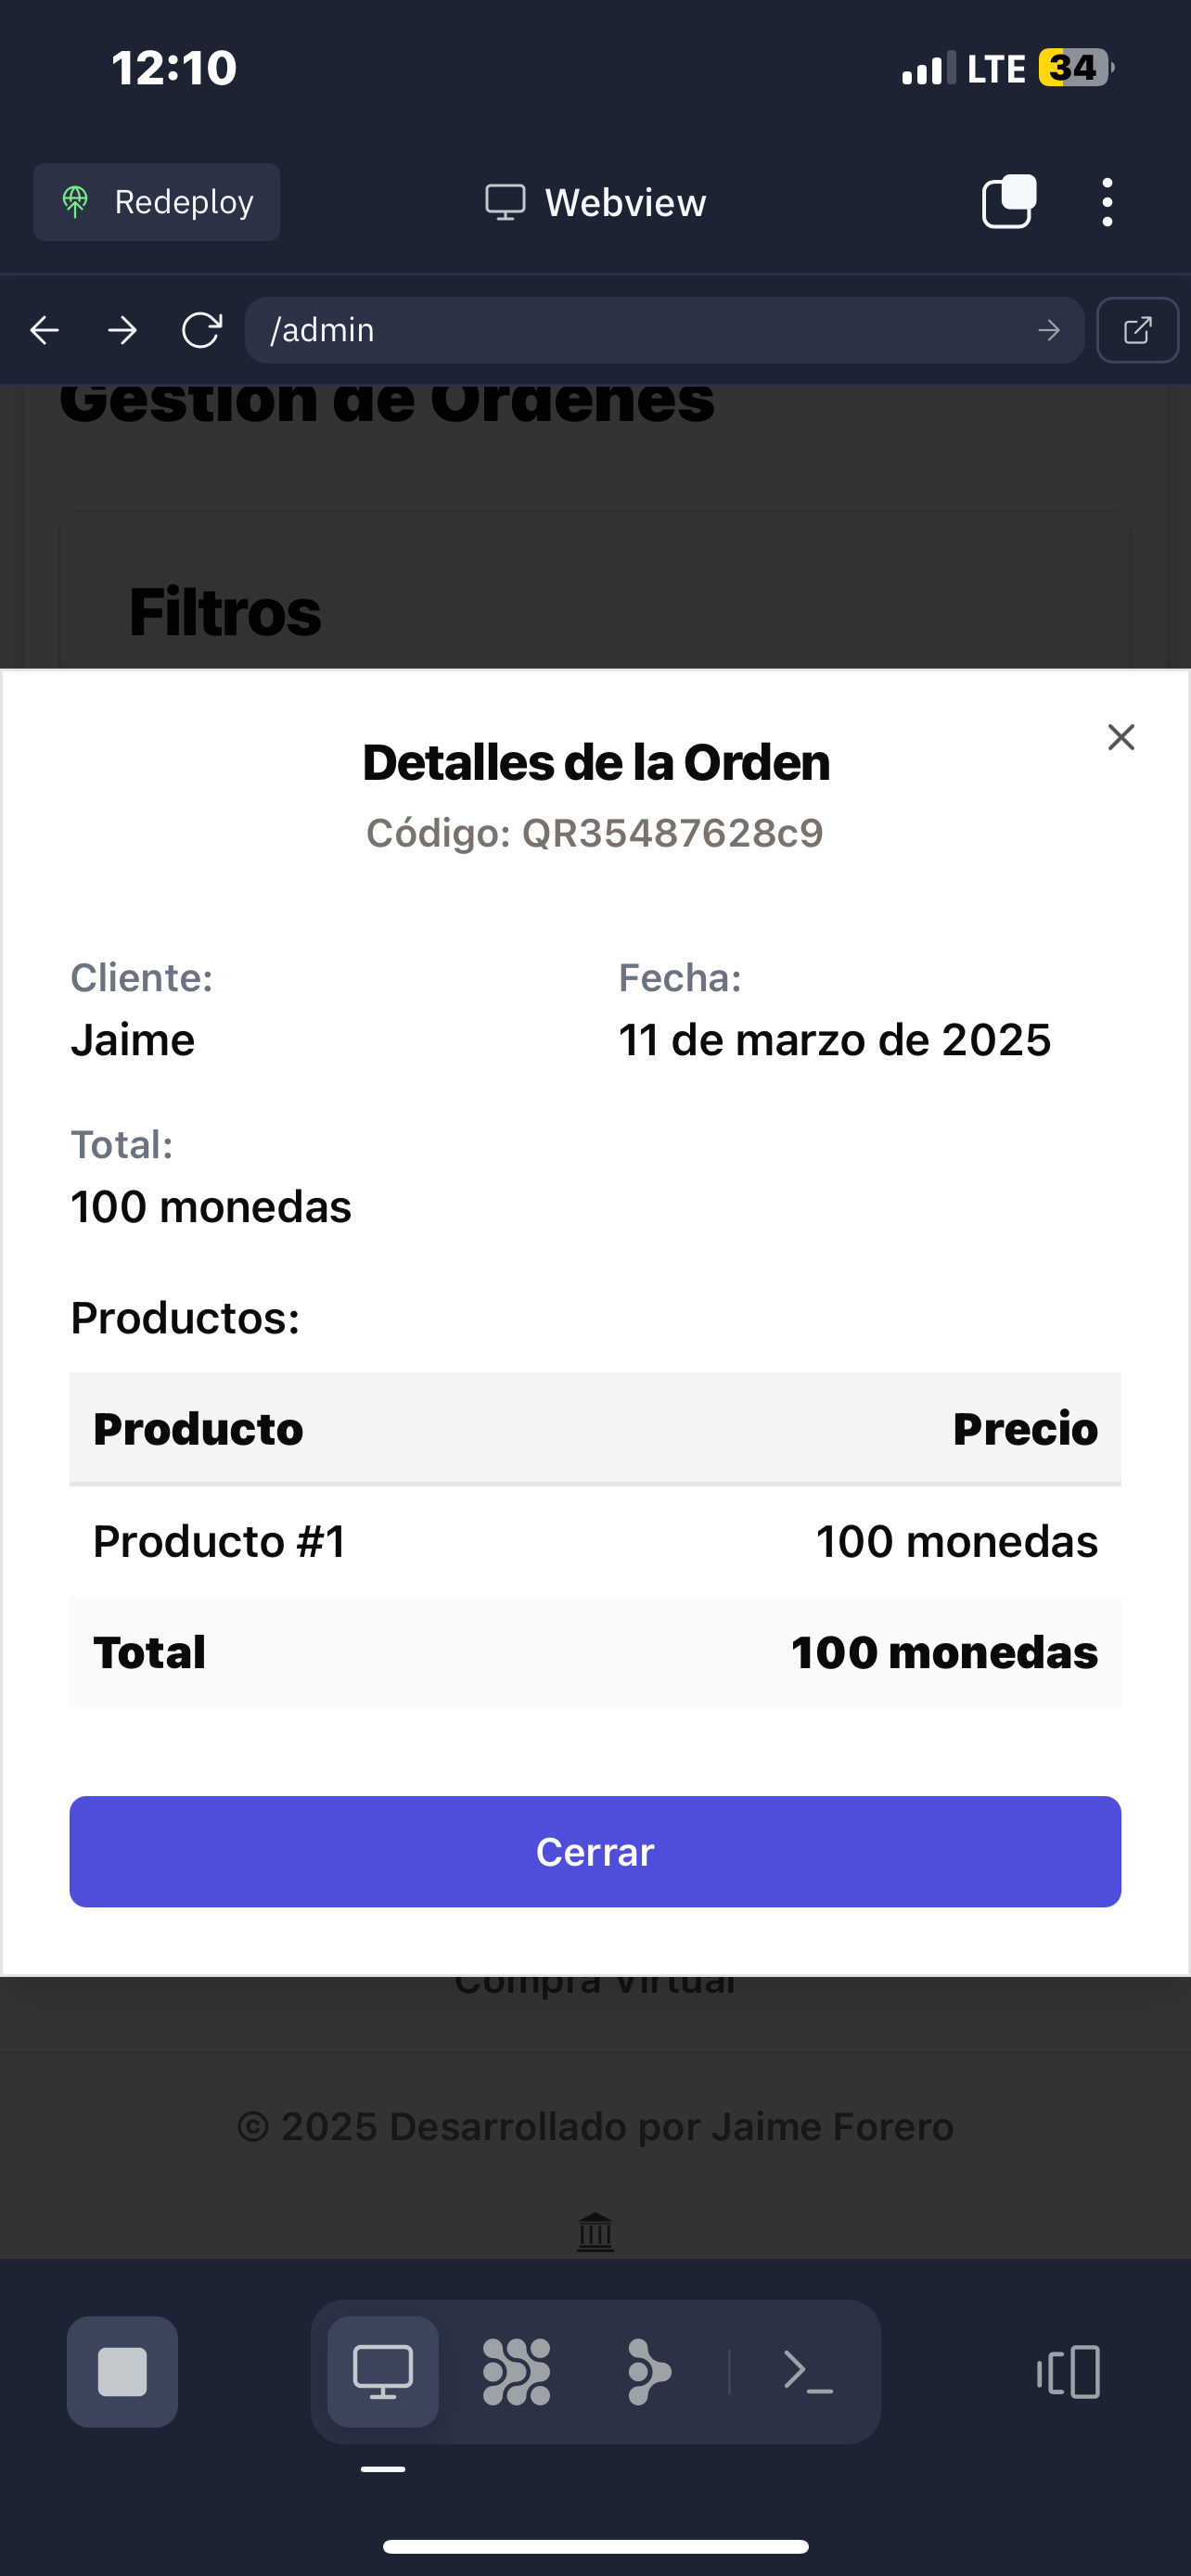 12:10 LTE 34
Redeploy Webview
/admin
Gestión de Órdenes
Filtros
Detalles de la Orden
Código: QR35487628c9
Cliente: Fecha:
Jaime 11 de marzo de 2025
Total:
100 monedas
Productos:
Producto Precio
Producto #1 100 monedas
Total 100 monedas
Cerrar
Compra Virtual
© 2025 Desarrollado por Jaime Forero